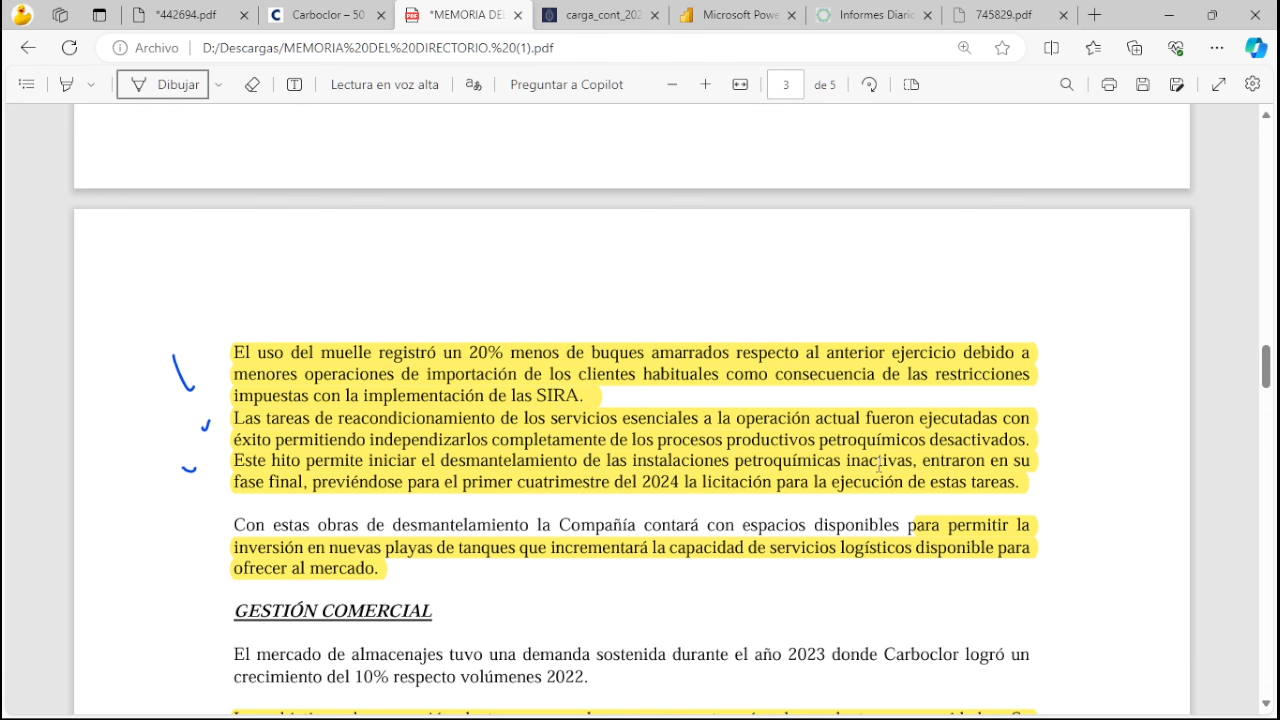 *442694.pdf
Carboclor – 50
*MEMORIA DEL
carga_cont_202
Microsoft Powe
Informes Diario
745829.pdf
Archivo
D:/Descargas/MEMORIA%20DEL%20DIRECTORIO.%20(1).pdf
Dibujar
Lectura en voz alta
aあ
Preguntar a Copilot
3
de 5
El uso del muelle registró un 20% menos de buques amarrados respecto al anterior ejercicio debido a
menores operaciones de importación de los clientes habituales como consecuencia de las restricciones
impuestas con la implementación de las SIRA.
Las tareas de reacondicionamiento de los servicios esenciales a la operación actual fueron ejecutadas con
éxito permitiendo independizarlos completamente de los procesos productivos petroquímicos desactivados.
Este hito permite iniciar el desmantelamiento de las instalaciones petroquímicas inactivas, entraron en su
fase final, previéndose para el primer cuatrimestre del 2024 la licitación para la ejecución de estas tareas.
Con estas obras de desmantelamiento la Compañía contará con espacios disponibles para permitir la
inversión en nuevas playas de tanques que incrementará la capacidad de servicios logísticos disponible para
ofrecer al mercado.
GESTIÓN COMERCIAL
El mercado de almacenajes tuvo una demanda sostenida durante el año 2023 donde Carboclor logró un
crecimiento del 10% respecto volúmenes 2022.